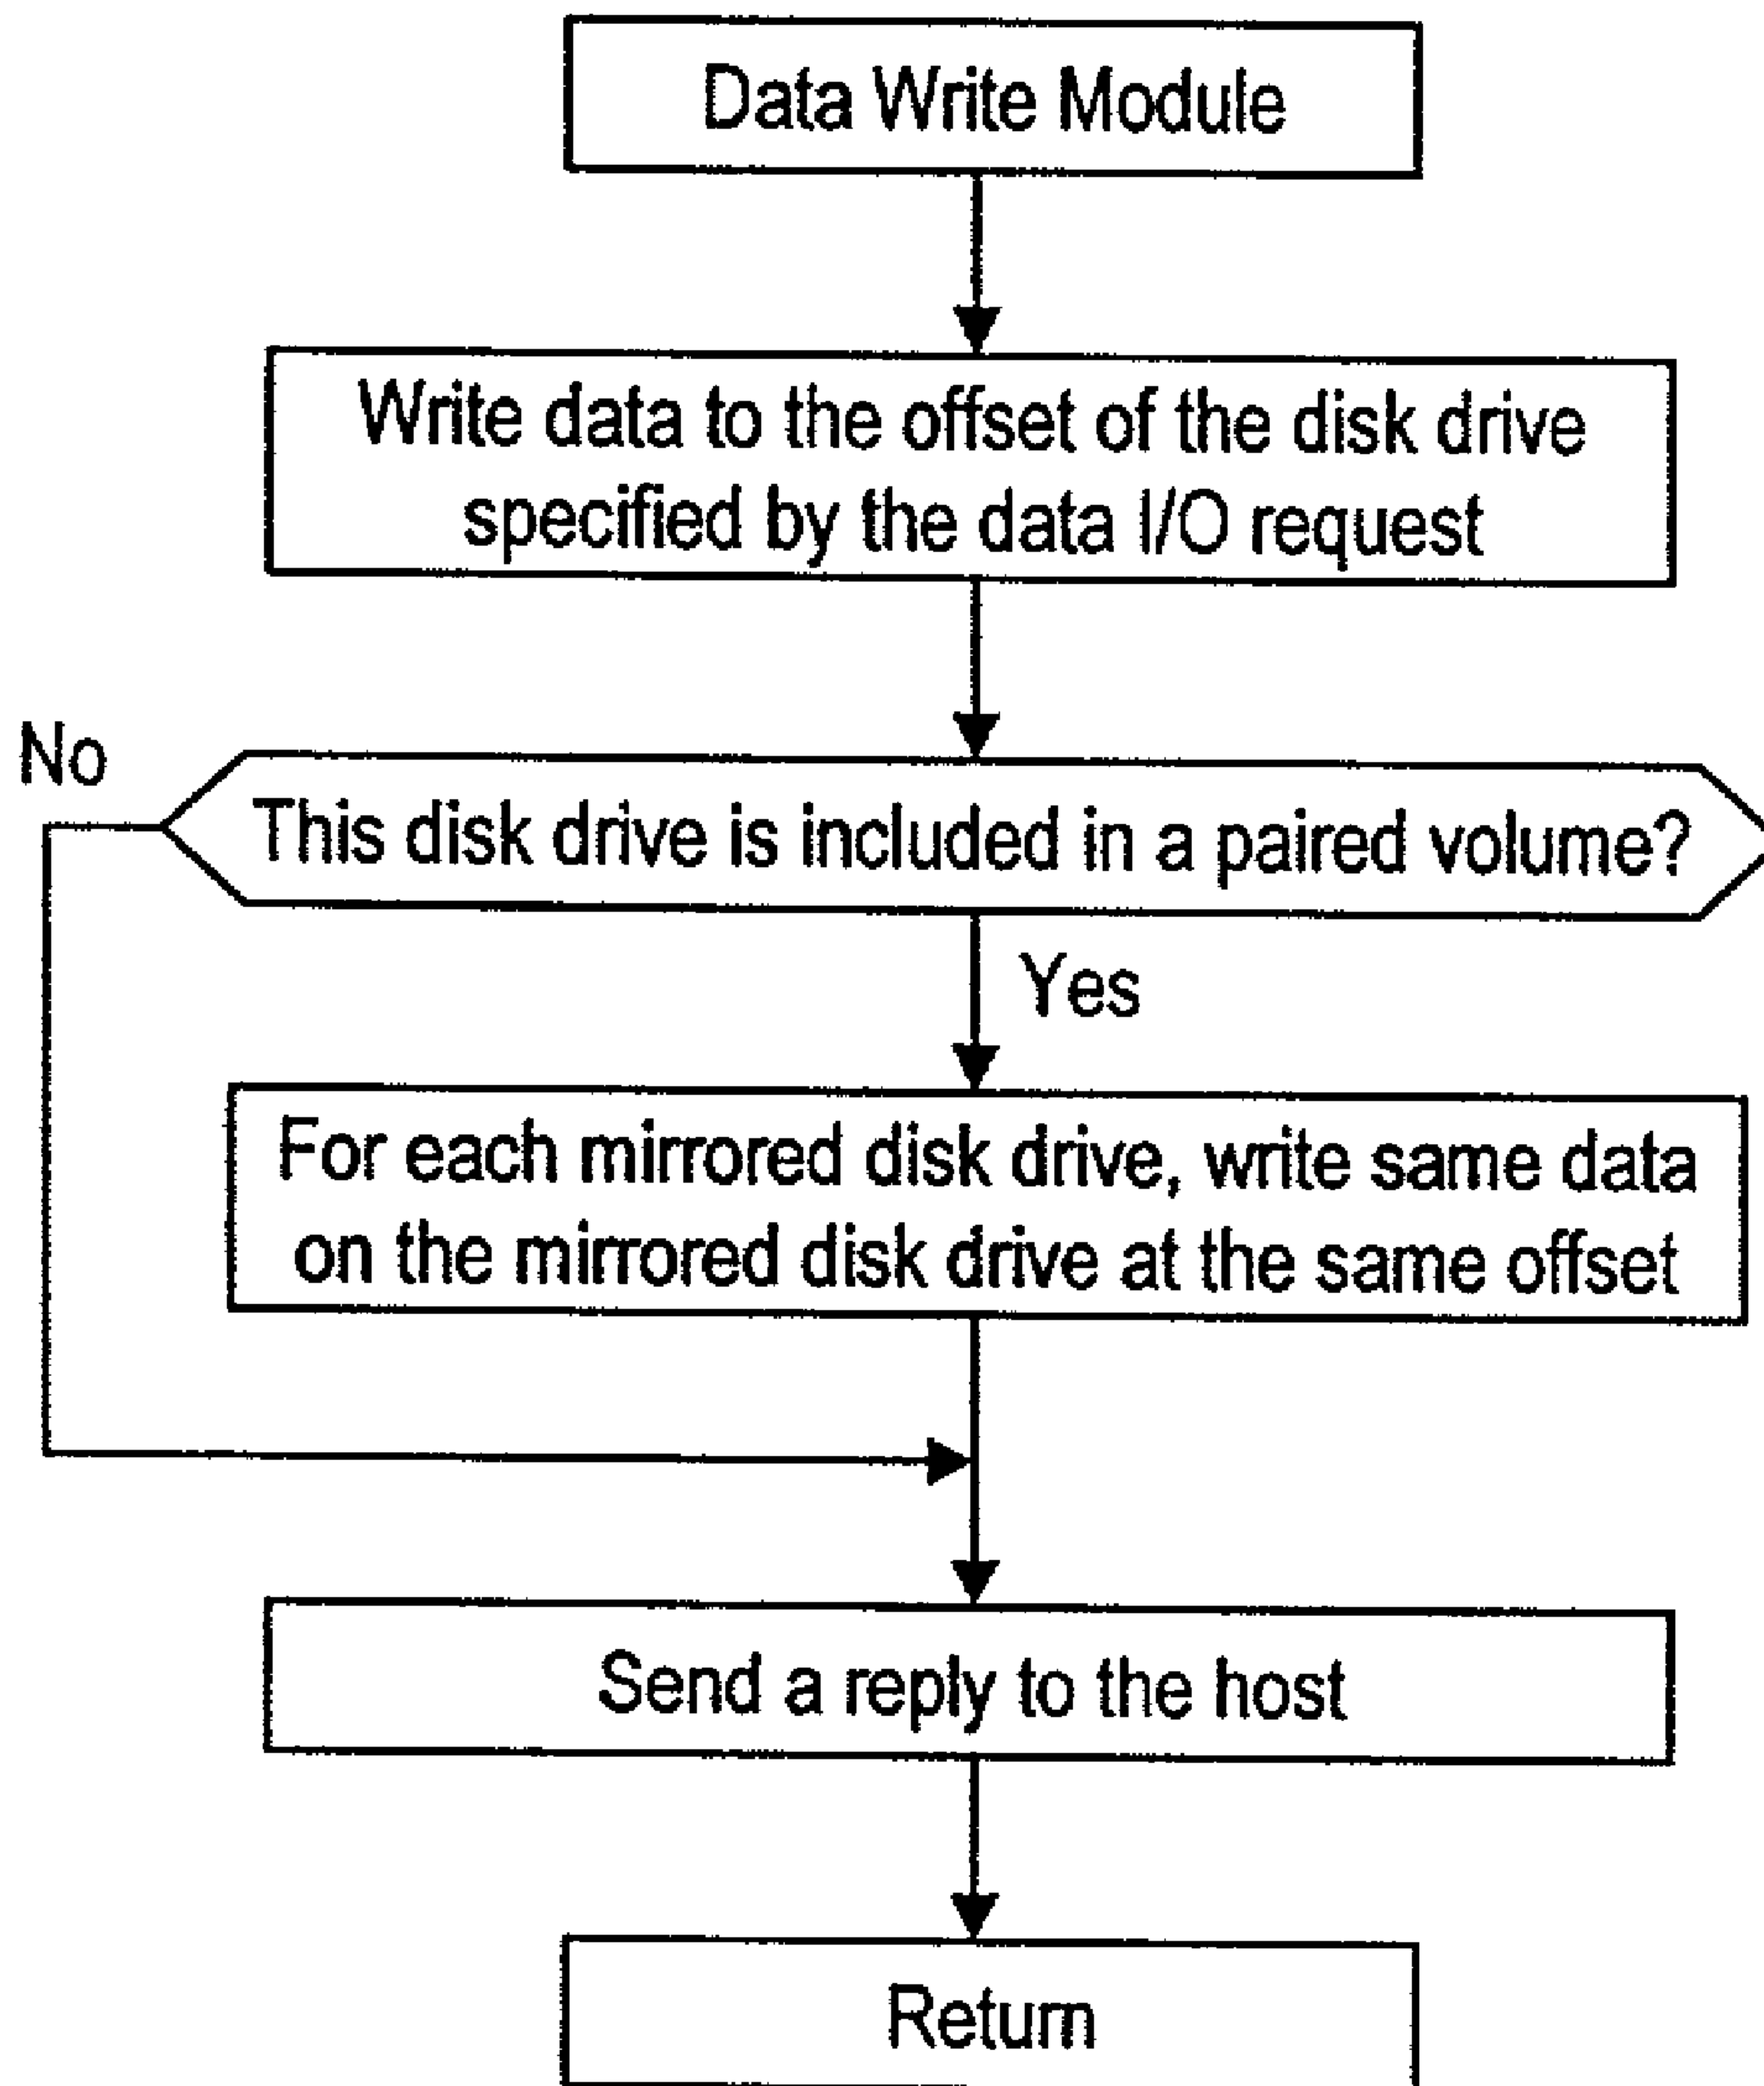 Data Write Module
Write data to the offset of the disk drive
specified by the data I/O request
No
This disk drive is included in a paired volume?
Yes
For each mirrored disk drive, write same data
on the mirrored disk drive at the same offset
Send a reply to the host
Return